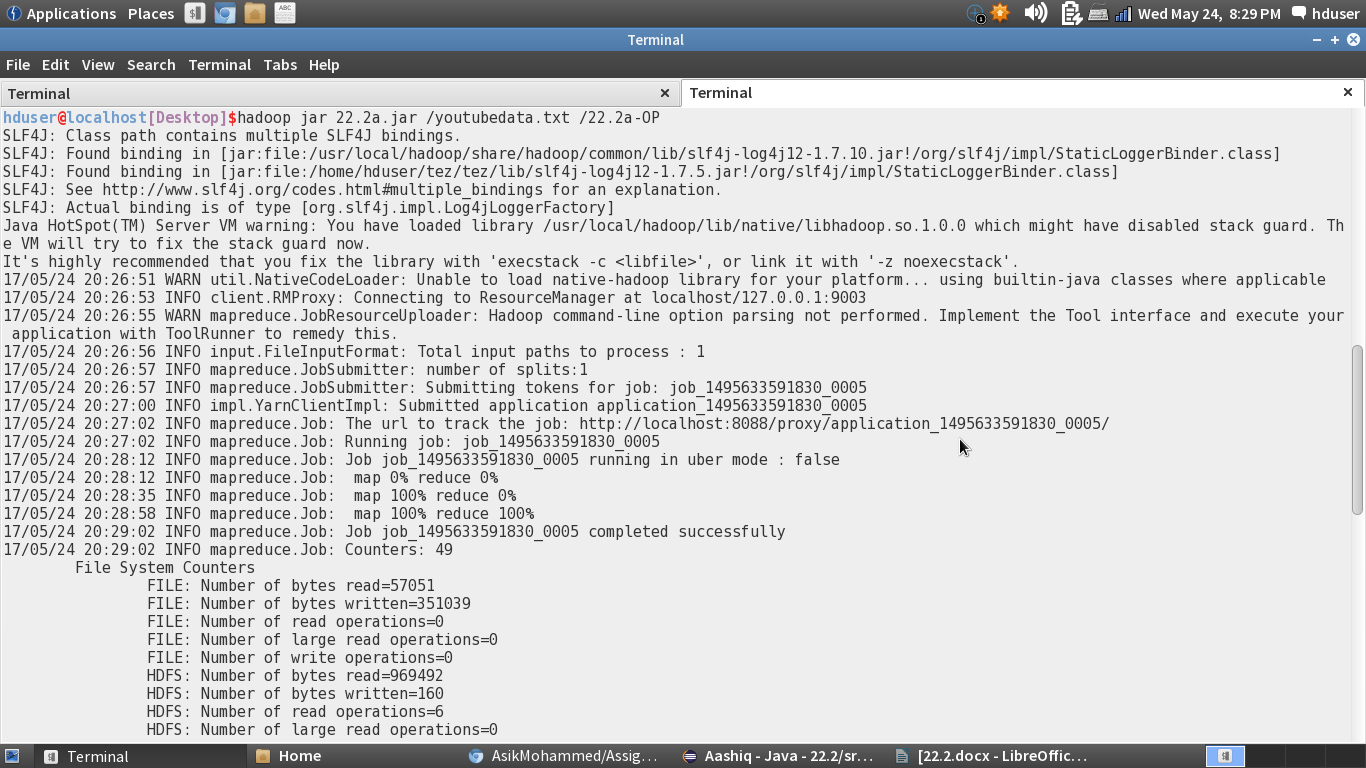 Applications Places Wed May 24, 8:29 PM hduser
Terminal
File Edit View Search Terminal Tabs Help
Terminal Terminal
hduser@localhost[Desktop]$hadoop jar 22.2a.jar /youtubedata.txt /22.2a-OP
SLF4J: Class path contains multiple SLF4J bindings.
SLF4J: Found binding in [jar:file:/usr/local/hadoop/share/hadoop/common/lib/slf4j-log4j12-1.7.10.jar!/org/slf4j/impl/StaticLoggerBinder.class]
SLF4J: Found binding in [jar:file:/home/hduser/tez/tez/lib/slf4j-log4j12-1.7.5.jar!/org/slf4j/impl/StaticLoggerBinder.class]
SLF4J: See http://www.slf4j.org/codes.html#multiple_bindings for an explanation.
SLF4J: Actual binding is of type [org.slf4j.impl.Log4jLoggerFactory]
Java HotSpot(TM) Server VM warning: You have loaded library /usr/local/hadoop/lib/native/libhadoop.so.1.0.0 which might have disabled stack guard. Th
e VM will try to fix the stack guard now.
It's highly recommended that you fix the library with 'execstack -c <libfile>', or link it with '-z noexecstack'.
17/05/24 20:26:51 WARN util.NativeCodeLoader: Unable to load native-hadoop library for your platform... using builtin-java classes where applicable
17/05/24 20:26:53 INFO client.RMProxy: Connecting to ResourceManager at localhost/127.0.0.1:9003
17/05/24 20:26:55 WARN mapreduce.JobResourceUploader: Hadoop command-line option parsing not performed. Implement the Tool interface and execute your
application with ToolRunner to remedy this.
17/05/24 20:26:56 INFO input.FileInputFormat: Total input paths to process : 1
17/05/24 20:26:57 INFO mapreduce.JobSubmitter: number of splits:1
17/05/24 20:26:57 INFO mapreduce.JobSubmitter: Submitting tokens for job: job_1495633591830_0005
17/05/24 20:27:00 INFO impl.YarnClientImpl: Submitted application application_1495633591830_0005
17/05/24 20:27:02 INFO mapreduce.Job: The url to track the job: http://localhost:8088/proxy/application_1495633591830_0005/
17/05/24 20:27:02 INFO mapreduce.Job: Running job: job_1495633591830_0005
17/05/24 20:28:12 INFO mapreduce.Job: Job job_1495633591830_0005 running in uber mode : false
17/05/24 20:28:12 INFO mapreduce.Job:  map 0% reduce 0%
17/05/24 20:28:35 INFO mapreduce.Job:  map 100% reduce 0%
17/05/24 20:28:58 INFO mapreduce.Job:  map 100% reduce 100%
17/05/24 20:29:02 INFO mapreduce.Job: Job job_1495633591830_0005 completed successfully
17/05/24 20:29:02 INFO mapreduce.Job: Counters: 49
File System Counters
FILE: Number of bytes read=57051
FILE: Number of bytes written=351039
FILE: Number of read operations=0
FILE: Number of large read operations=0
FILE: Number of write operations=0
HDFS: Number of bytes read=969492
HDFS: Number of bytes written=160
HDFS: Number of read operations=6
HDFS: Number of large read operations=0
Terminal Home AsikMohammed/Assig... Aashiq - Java - 22.2/sr... [22.2.docx - LibreOffic...